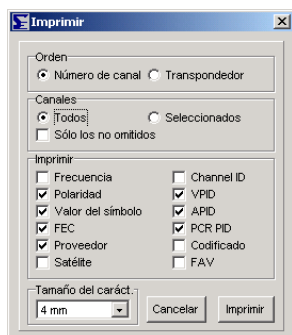 Imprimir
Orden
Número de canal Transpondedor
Canales
Todos Seleccionados
Sólo los no omitidos
Imprimir
Frecuencia Channel ID
Polaridad VPID
Valor del símbolo APID
FEC PCR PID
Proveedor Codificado
Satélite FAV
Tamaño del caráct.
4 mm Cancelar Imprimir